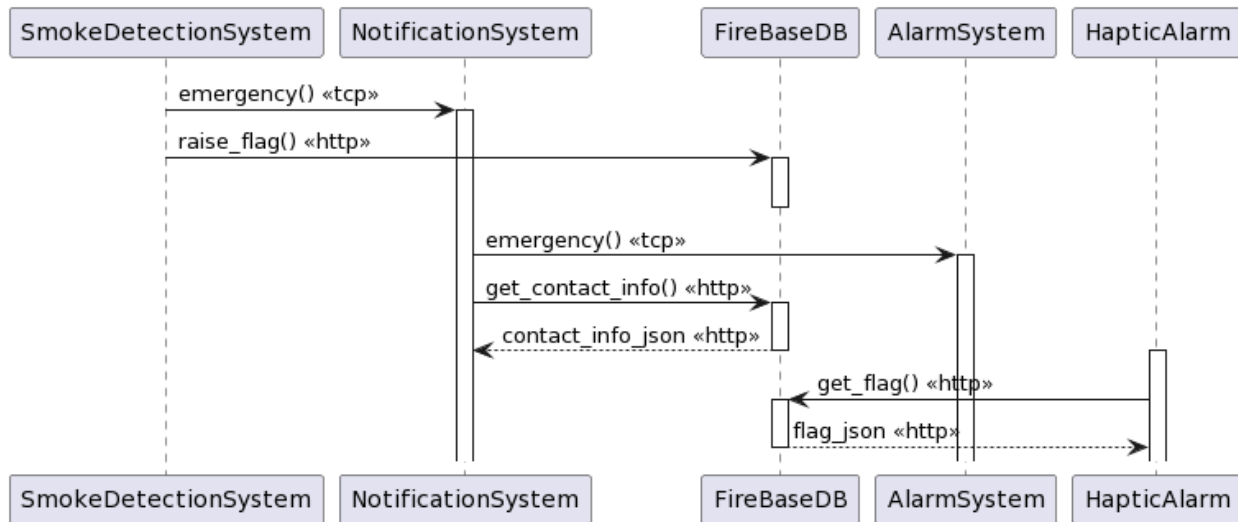 SmokeDetectionSystem NotificationSystem FireBaseDB AlarmSystem HapticAlarm
emergency() «tcp»
raise_flag() «http»
emergency() «tcp»
get_contact_info() «http»
contact_info_json «http»
get_flag() «http»
flag_json «http»
SmokeDetectionSystem NotificationSystem FireBaseDB AlarmSystem HapticAlarm